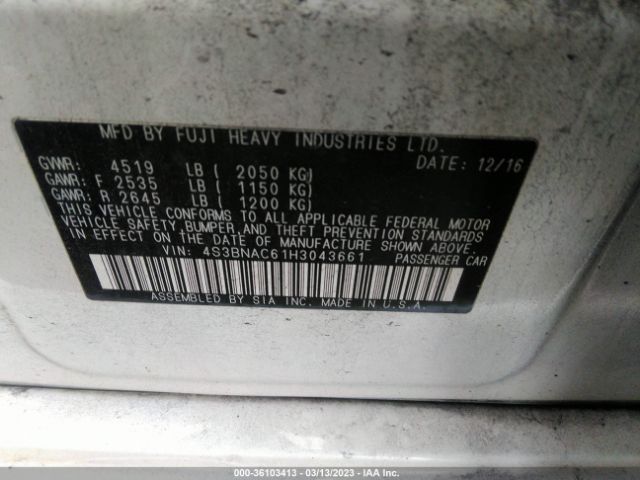 MFD BY FUJI HEAVY INDUSTRIES LTD.
DATE: 12/16
GVWR: 4519 LB ( 2050 KG)
GAWR: F 2535 LB ( 1150 KG)
GAWR: R 2645 LB ( 1200 KG)
THIS VEHICLE CONFORMS TO ALL APPLICABLE FEDERAL MOTOR
VEHICLE SAFETY, BUMPER, AND THEFT PREVENTION STANDARDS
IN EFFECT ON THE DATE OF MANUFACTURE SHOWN ABOVE.
VIN: 4S3BNAC61H3043661 PASSENGER CAR
ASSEMBLED BY SIA INC. MADE IN U.S.A.
000-36103413 - 03/13/2023 - IAA Inc.